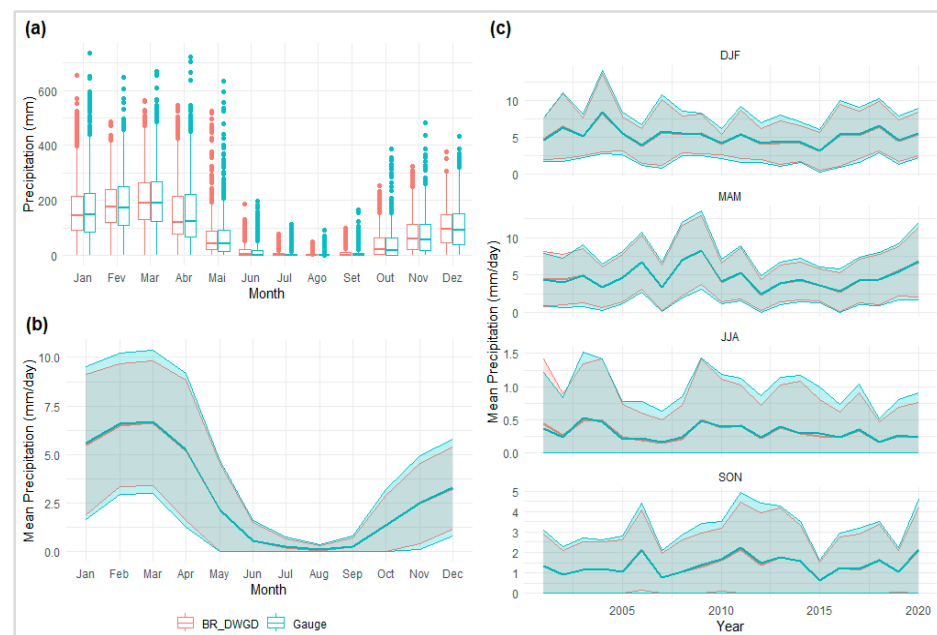 (a)
Precipitation (mm)
600
400
200
0
Jan Fev Mar Abr Mai Jun Jul Ago Set Out Nov Dez
Month
(b)
Mean Precipitation (mm/day)
10.0
7.5
5.0
2.5
0.0
Jan Feb Mar Apr May Jun Jul Aug Sep Oct Nov Dec
Month
BR_DWGD Gauge
(c)
Mean Precipitation (mm/day)
DJF
10
5
0
MAM
10
5
0
JJA
1.5
1.0
0.5
0.0
SON
5
4
3
2
1
0
2005 2010 2015 2020
Year